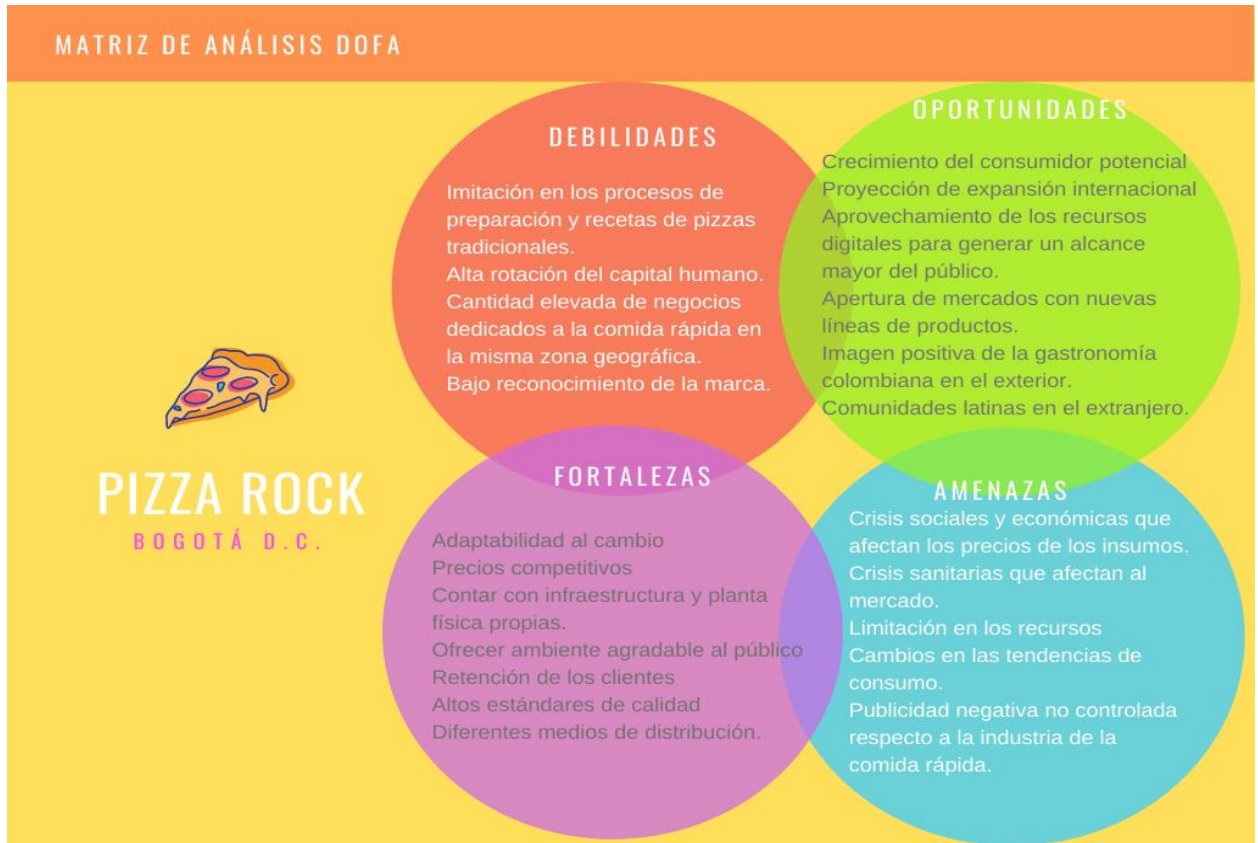 MATRIZ DE ANÁLISIS DOFA
DEBILIDADES
Imitación en los procesos de
preparación y recetas de pizzas
tradicionales.
Alta rotación del capital humano.
Cantidad elevada de negocios
dedicados a la comida rápida en
la misma zona geográfica.
Bajo reconocimiento de la marca.
OPORTUNIDADES
Crecimiento del consumidor potencial
Proyección de expansión internacional
Aprovechamiento de los recursos
digitales para generar un alcance
mayor del público.
Apertura de mercados con nuevas
líneas de productos.
Imagen positiva de la gastronomía
colombiana en el exterior.
Comunidades latinas en el extranjero.
PIZZA ROCK
BOGOTÁ D.C.
FORTALEZAS
Adaptabilidad al cambio
Precios competitivos
Contar con infraestructura y planta
física propias.
Ofrecer ambiente agradable al público
Retención de los clientes
Altos estándares de calidad
Diferentes medios de distribución.
AMENAZAS
Crisis sociales y económicas que
afectan los precios de los insumos.
Crisis sanitarias que afectan al
mercado.
Limitación en los recursos
Cambios en las tendencias de
consumo.
Publicidad negativa no controlada
respecto a la industria de la
comida rápida.